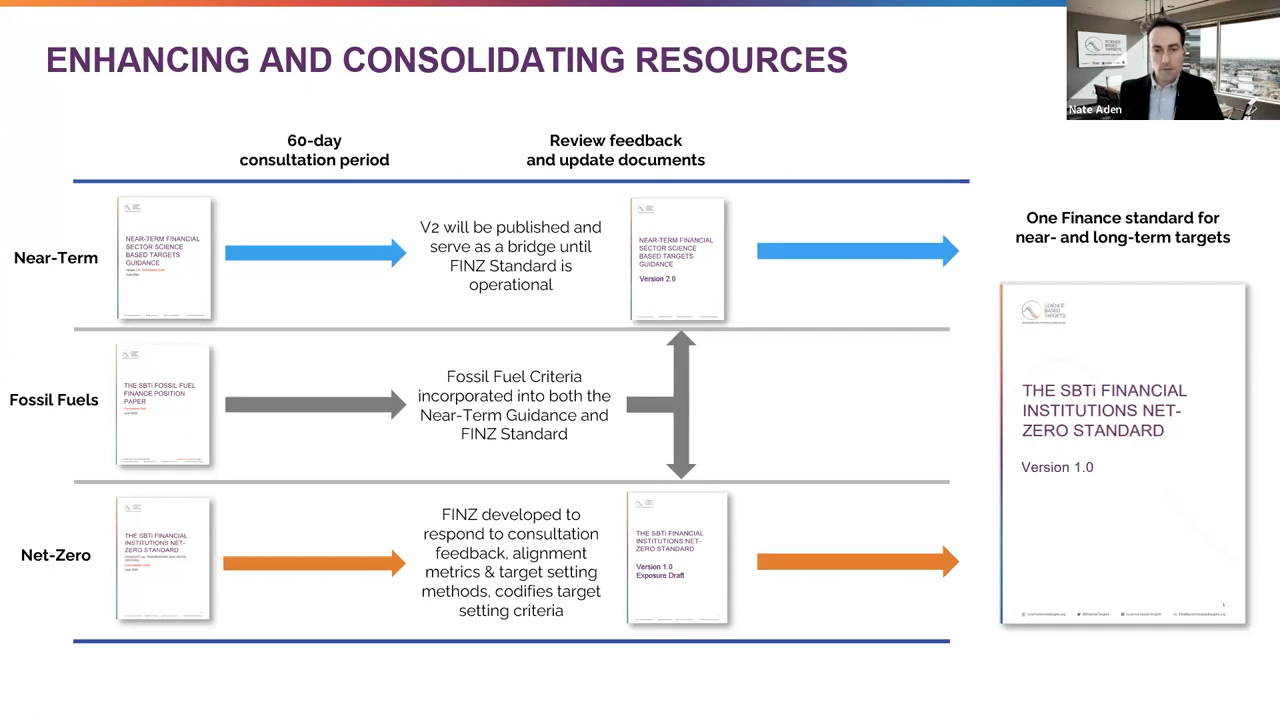 ENHANCING AND CONSOLIDATING RESOURCES
SCIENCE
BASED
TARGETS
Nate Aden
60-day
consultation period
Review feedback
and update documents
Near-Term
NEAR-TERM FINANCIAL
SECTOR SCIENCE
BASED TARGETS
GUIDANCE
V2 will be published and
serve as a bridge until
FINZ Standard is
operational
NEAR-TERM FINANCIAL
SECTOR SCIENCE
BASED TARGETS
GUIDANCE
Version 2.0
One Finance standard for
near- and long-term targets
Fossil Fuels
THE SBTi FOSSIL FUEL
FINANCE POSITION
PAPER
Fossil Fuel Criteria
incorporated into both the
Near-Term Guidance and
FINZ Standard
Net-Zero
THE SBTi FINANCIAL
INSTITUTIONS NET-
ZERO STANDARD
FINZ developed to
respond to consultation
feedback, alignment
metrics & target setting
methods, codifies target
setting criteria
THE SBTi FINANCIAL
INSTITUTIONS NET-
ZERO STANDARD
Version 1.0
Exposure Draft
SCIENCE
BASED
TARGETS
THE SBTi FINANCIAL
INSTITUTIONS NET-
ZERO STANDARD
Version 1.0